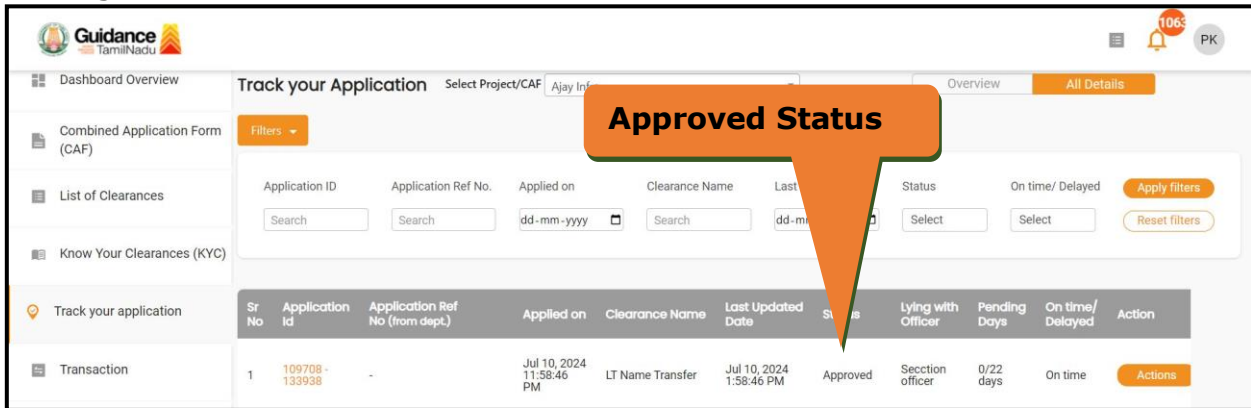 Guidance
TamilNadu
1063
PK
Dashboard Overview
Combined Application Form
(CAF)
List of Clearances
Know Your Clearances (KYC)
Track your application
Transaction
Track your Application
Select Project/CAF
Ajay
Overview
All Details
Approved Status
Filters
Application ID
Application Ref No.
Applied on
Clearance Name
Last
Status
On time/ Delayed
Apply filters
Search
Search
dd-mm-yyyy
Search
Select
Select
Reset filters
Sr No
Application Id
Application Ref No (from dept.)
Applied on
Clearance Name
Last Updated Date
Lying with Officer
Pending Days
On time/ Delayed
Action
1
109708 - 133938
-
Jul 10, 2024 11:58:46 PM
LT Name Transfer
Jul 10, 2024 1:58:46 PM
Approved
Secction officer
0/22 days
On time
Actions